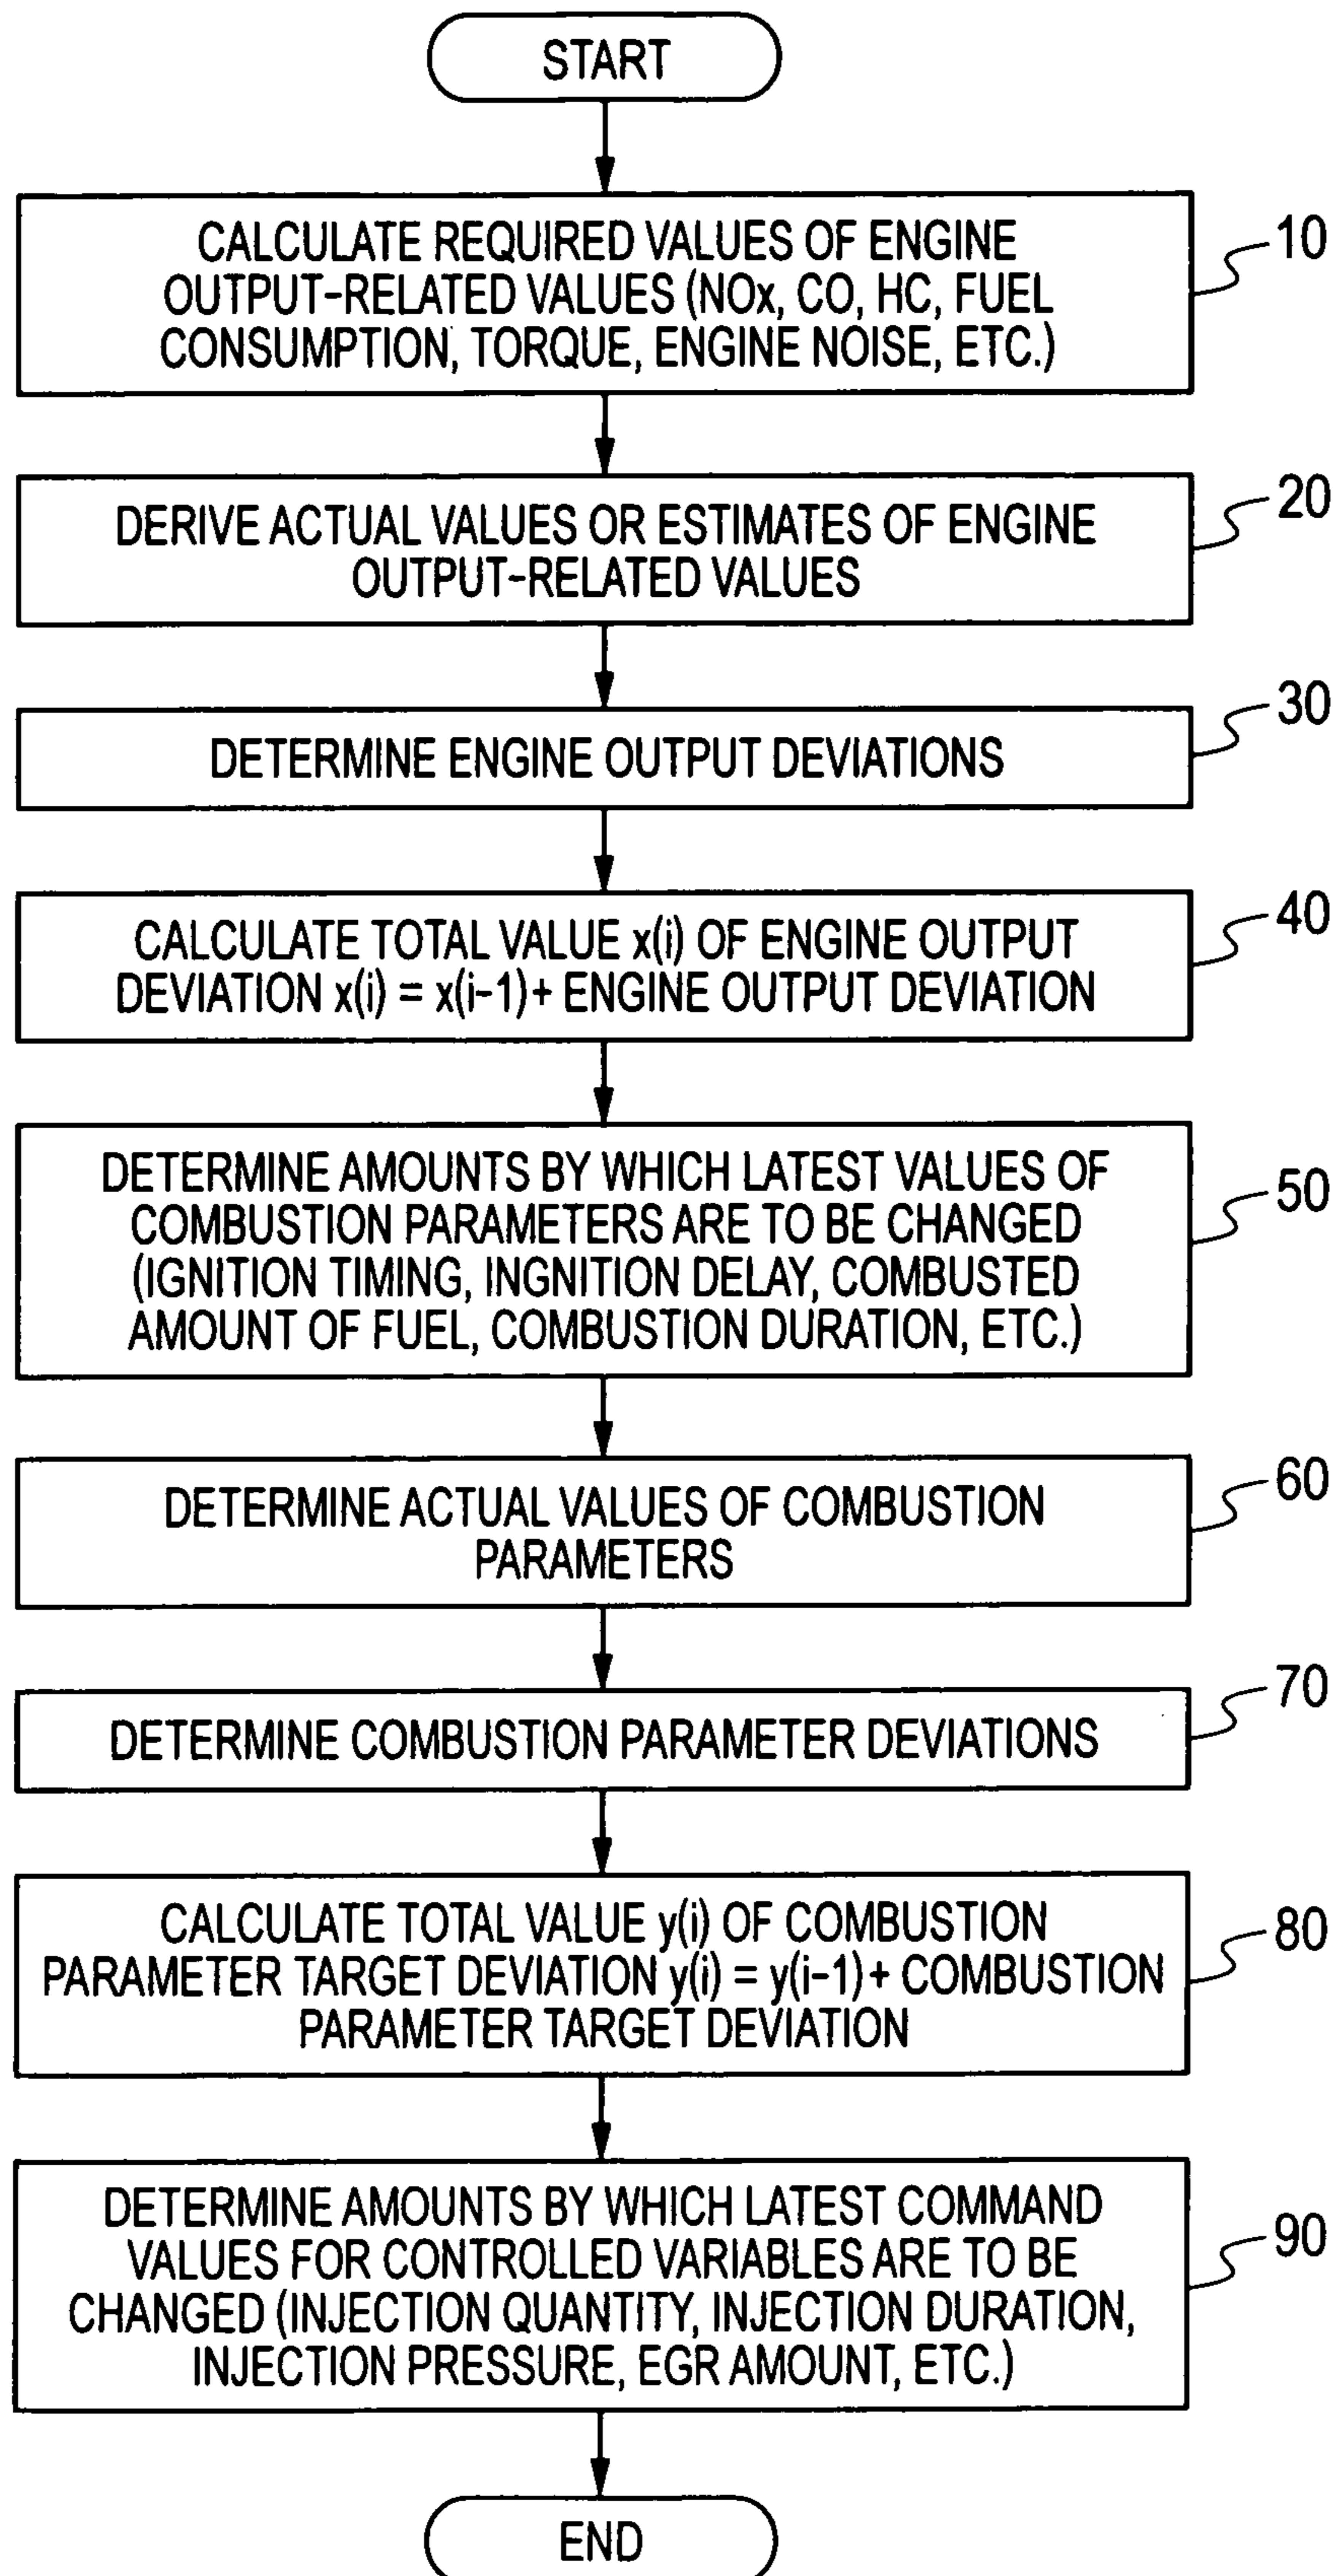 START
CALCULATE REQUIRED VALUES OF ENGINE
OUTPUT-RELATED VALUES (NOx, CO, HC, FUEL
CONSUMPTION, TORQUE, ENGINE NOISE, ETC.)
10
DERIVE ACTUAL VALUES OR ESTIMATES OF ENGINE
OUTPUT-RELATED VALUES
20
DETERMINE ENGINE OUTPUT DEVIATIONS
30
CALCULATE TOTAL VALUE x(i) OF ENGINE OUTPUT
DEVIATION x(i) = x(i-1)+ ENGINE OUTPUT DEVIATION
40
DETERMINE AMOUNTS BY WHICH LATEST VALUES OF
COMBUSTION PARAMETERS ARE TO BE CHANGED
(IGNITION TIMING, INGNITION DELAY, COMBUSTED
AMOUNT OF FUEL, COMBUSTION DURATION, ETC.)
50
DETERMINE ACTUAL VALUES OF COMBUSTION
PARAMETERS
60
DETERMINE COMBUSTION PARAMETER DEVIATIONS
70
CALCULATE TOTAL VALUE y(i) OF COMBUSTION
PARAMETER TARGET DEVIATION y(i) = y(i-1)+ COMBUSTION
PARAMETER TARGET DEVIATION
80
DETERMINE AMOUNTS BY WHICH LATEST COMMAND
VALUES FOR CONTROLLED VARIABLES ARE TO BE
CHANGED (INJECTION QUANTITY, INJECTION DURATION,
INJECTION PRESSURE, EGR AMOUNT, ETC.)
90
END